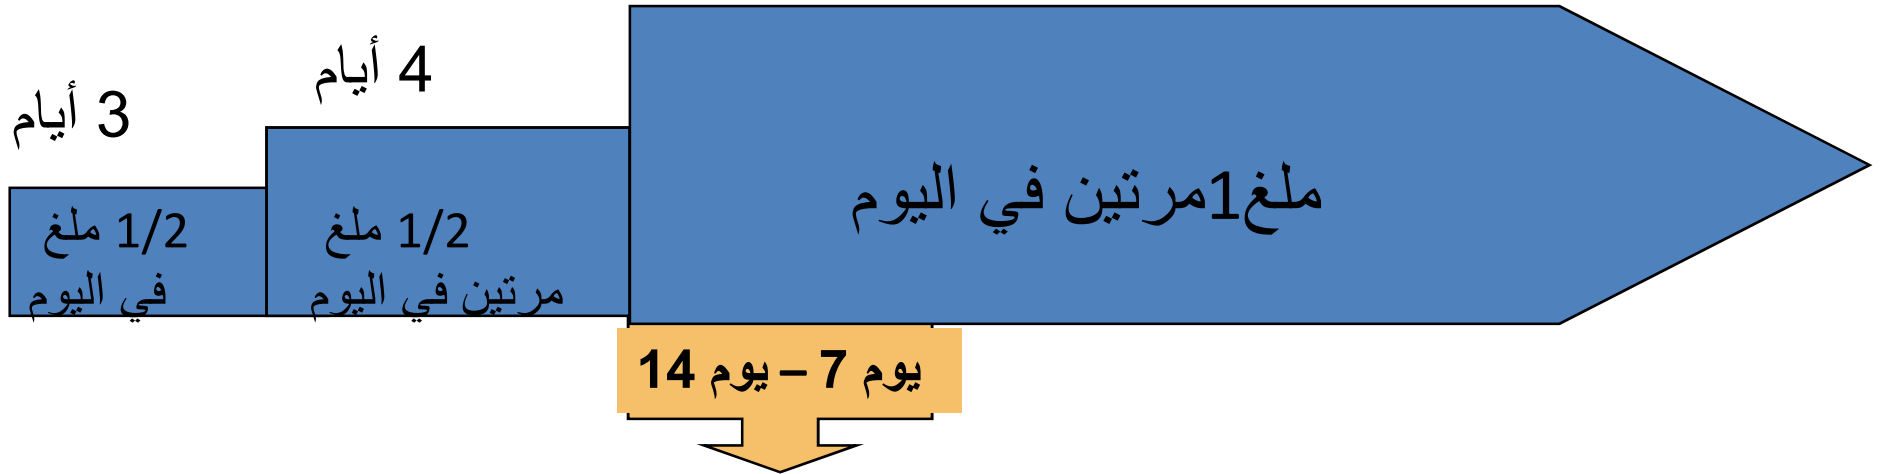 3 أيام
1/2 ملغ
في اليوم
4 أيام
1/2 ملغ
مرتين في اليوم
ملغ1مرتين في اليوم
يوم 7 – يوم 14